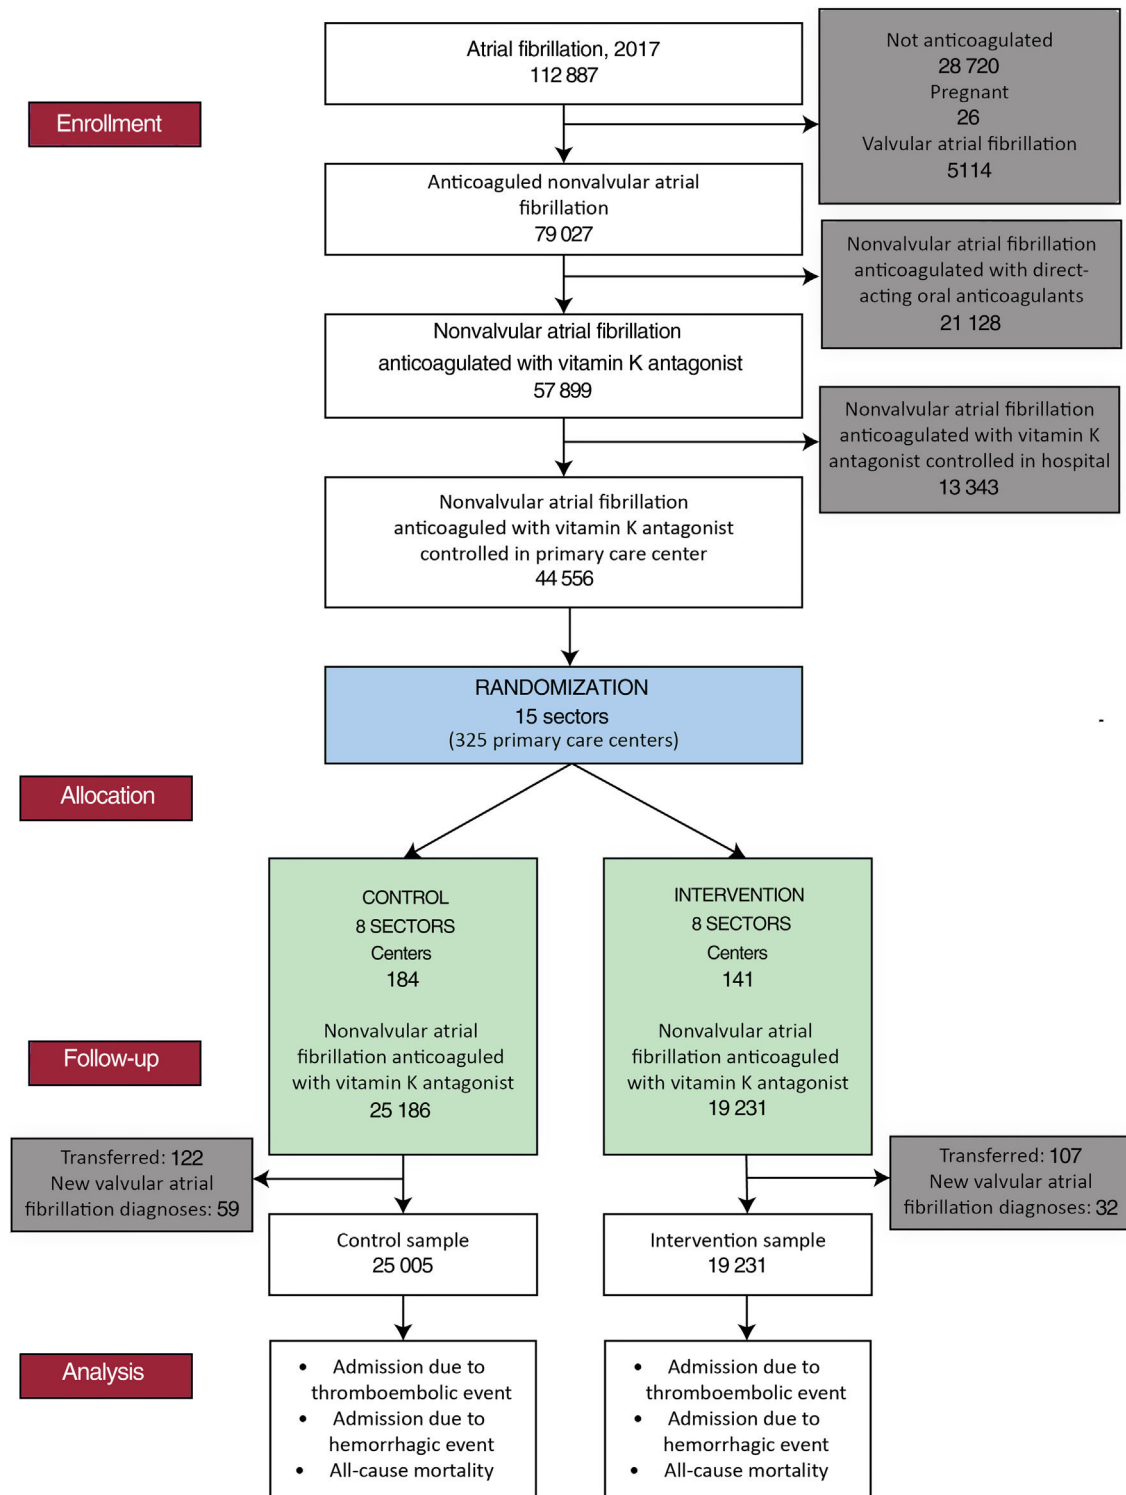 Atrial fibrillation, 2017
112 887
Not anticoagulated
28 720
Pregnant
26
Valvular atrial fibrillation
5114
Enrollment
Anticoaguled nonvalvular atrial
fibrillation
79 027
Nonvalvular atrial fibrillation
anticoagulated with direct-
acting oral anticoagulants
21 128
Nonvalvular atrial fibrillation
anticoagulated with vitamin K antagonist
57 899
Nonvalvular atrial fibrillation
anticoagulated with vitamin K
antagonist controlled in hospital
13 343
Nonvalvular atrial fibrillation
anticoaguled with vitamin K antagonist
controlled in primary care center
44 556
RANDOMIZATION
15 sectors
(325 primary care centers)
-
Allocation
CONTROL
8 SECTORS
Centers
184
Nonvalvular atrial
fibrillation anticoaguled
with vitamin K antagonist
25 186
INTERVENTION
8 SECTORS
Centers
141
Nonvalvular atrial
fibrillation anticoaguled
with vitamin K antagonist
19 231
Follow-up
Transferred: 122
New valvular atrial
fibrillation diagnoses: 59
Transferred: 107
New valvular atrial
fibrillation diagnoses: 32
Control sample
25 005
Intervention sample
19 231
Analysis
• Admission due to
thromboembolic event
• Admission due to
hemorrhagic event
• All-cause mortality
• Admission due to
thromboembolic event
• Admission due to
hemorrhagic event
• All-cause mortality